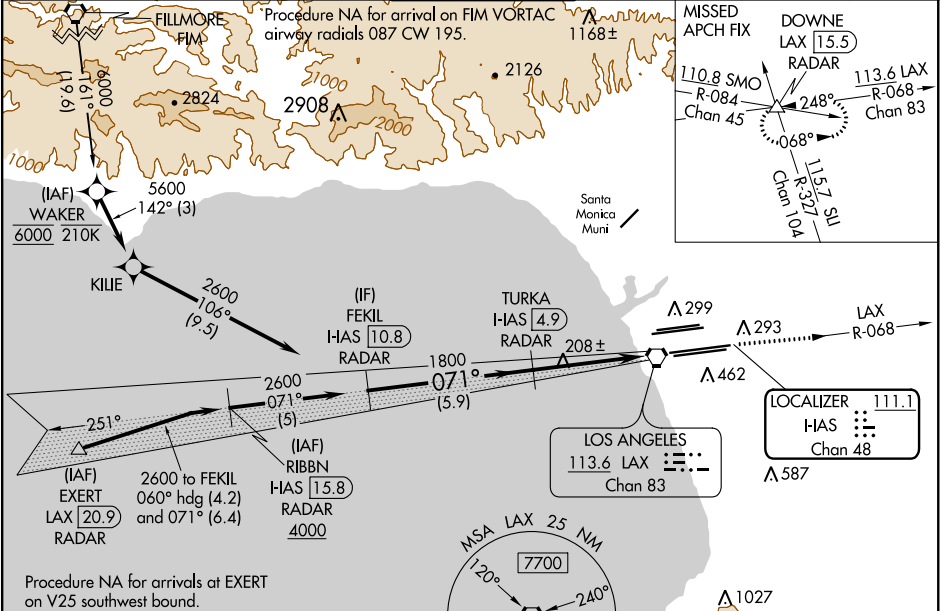 FILLMORE
FIM
Procedure NA for arrival on FIM VORTAC
airway radials 087 CW 195.
1168±
6000
161°
(19.6)
2824
2908
2126
1000
2000
1000
MISSED
APCH FIX
DOWNE
LAX 15.5
RADAR
110.8 SMO
R-084
Chan 45
113.6 LAX
R-068
Chan 83
248°
068°
115.7 SLI
R-327
Chan 104
(IAF)
WAKER
6000 210K
5600
142° (3)
KILIE
2600
106°
(9.5)
Santa
Monica
Muni
(IF)
FEKIL
I-IAS 10.8
RADAR
TURKA
I-IAS 4.9
RADAR
208±
299
293
462
LAX
R-068
1800
071°
(5.9)
2600
071°
(5)
251°
(IAF)
EXERT
LAX 20.9
RADAR
2600 to FEKIL
060° hdg (4.2)
and 071° (6.4)
(IAF)
RIBBN
I-IAS 15.8
RADAR
4000
LOS ANGELES
113.6 LAX
Chan 83
LOCALIZER 111.1
I-IAS
Chan 48
587
MSA LAX 25 NM
7700
120°
240°
1027
Procedure NA for arrivals at EXERT
on V25 southwest bound.